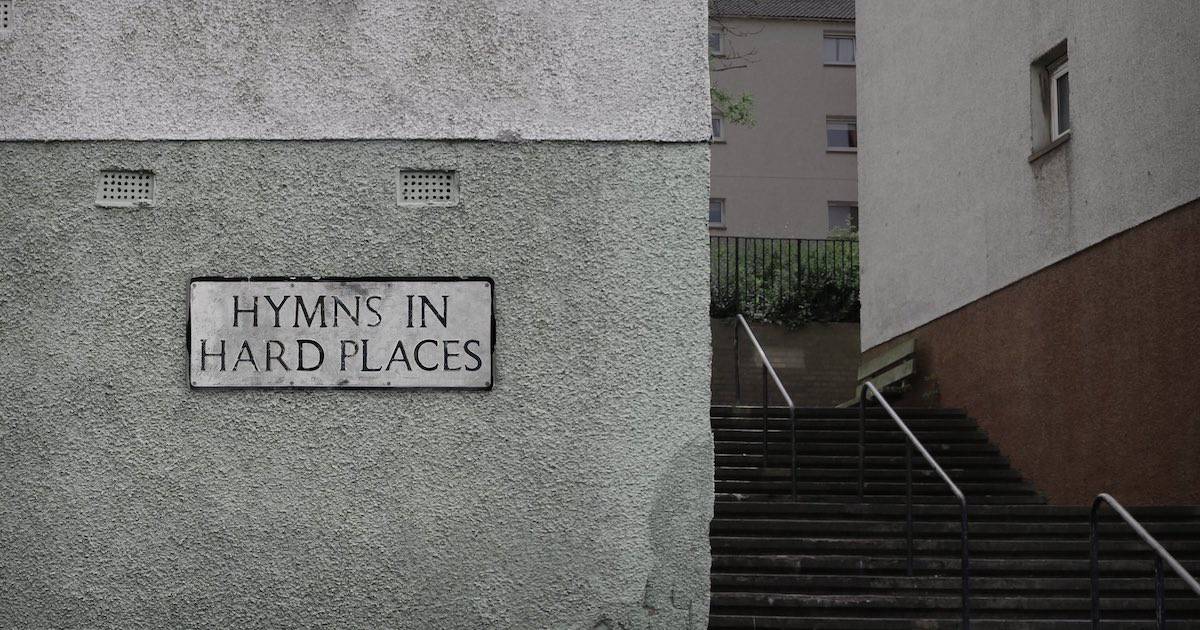 HYMNS IN
HARD PLACES